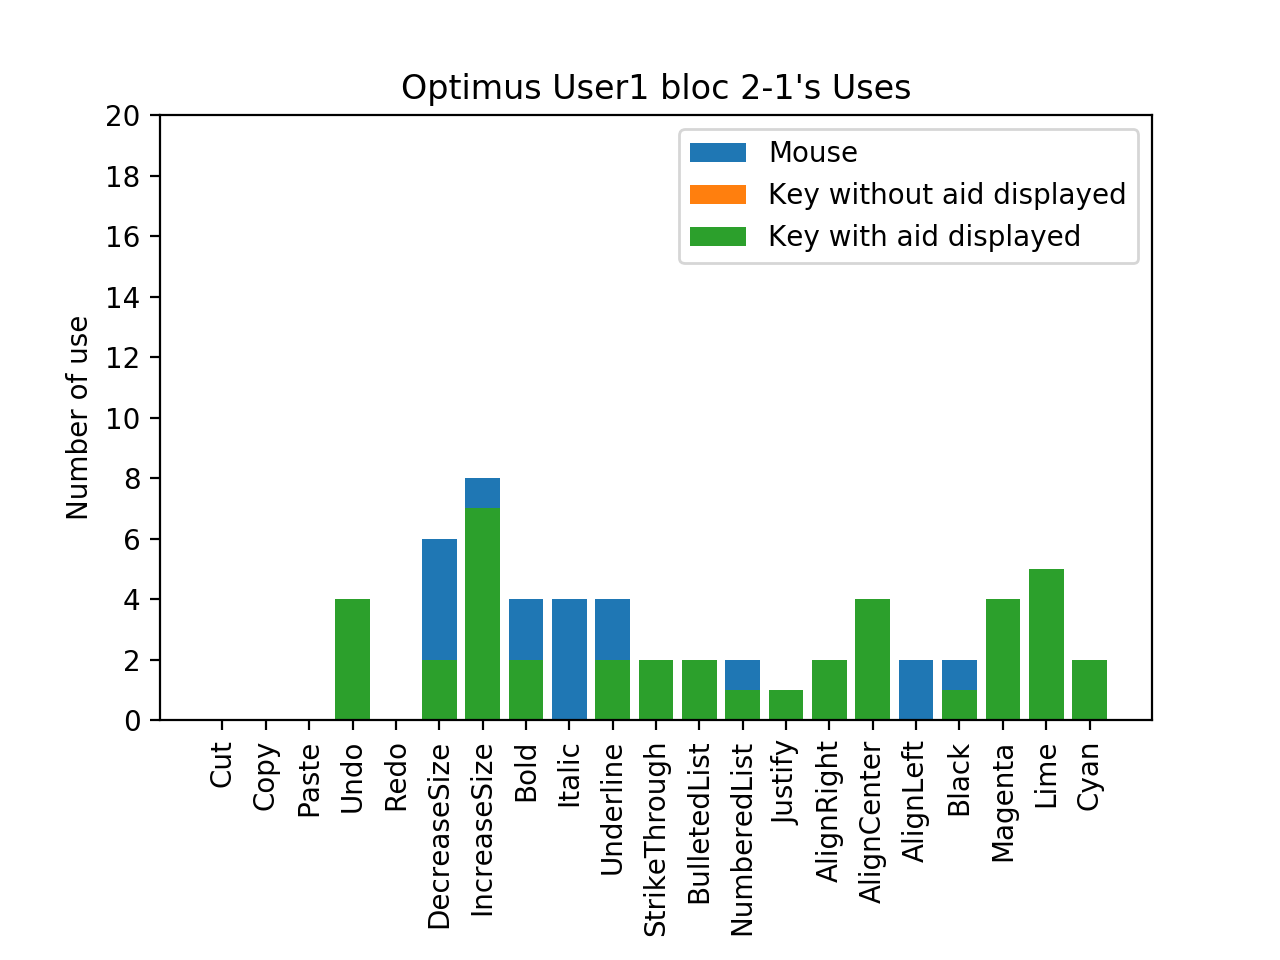 Optimus User1 bloc 2-1's Uses
Mouse
Key without aid displayed
Key with aid displayed
Number of use
20
18
16
14
12
10
8
6
4
2
0
Cut
Copy
Paste
Undo
Redo
DecreaseSize
IncreaseSize
Bold
Italic
Underline
StrikeThrough
BulletedList
NumberedList
Justify
AlignRight
AlignCenter
AlignLeft
Black
Magenta
Lime
Cyan